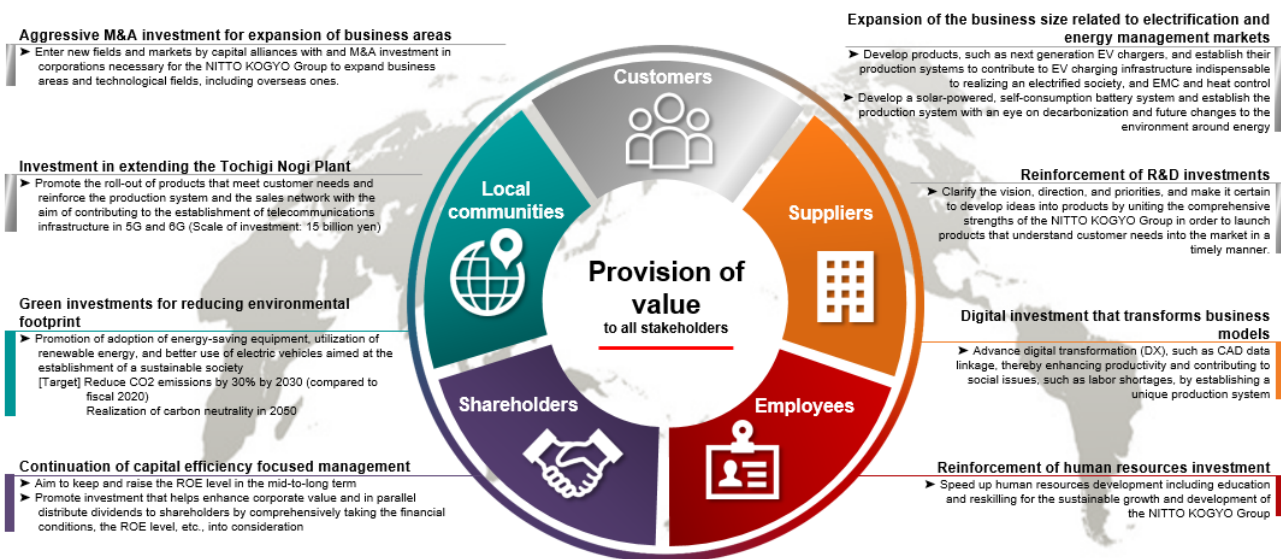 Aggressive M&A investment for expansion of business areas
➤ Enter new fields and markets by capital alliances with and M&A investment in
corporations necessary for the NITTO KOGYO Group to expand business
areas and technological fields, including overseas ones.
Investment in extending the Tochigi Nogi Plant
➤ Promote the roll-out of products that meet customer needs and
reinforce the production system and the sales network with the
aim of contributing to the establishment of telecommunications
infrastructure in 5G and 6G (Scale of investment: 15 billion yen)
Green investments for reducing environmental
footprint
➤ Promotion of adoption of energy-saving equipment, utilization of
renewable energy, and better use of electric vehicles aimed at the
establishment of a sustainable society
[Target] Reduce CO2 emissions by 30% by 2030 (compared to
fiscal 2020)
Realization of carbon neutrality in 2050
Continuation of capital efficiency focused management
➤ Aim to keep and raise the ROE level in the mid-to-long term
➤ Promote investment that helps enhance corporate value and in parallel
distribute dividends to shareholders by comprehensively taking the financial
conditions, the ROE level, etc., into consideration
Customers
Local
communities
Suppliers
Provision of
value
to all stakeholders
Shareholders
Employees
Expansion of the business size related to electrification and
energy management markets
➤ Develop products, such as next generation EV chargers, and establish their
production systems to contribute to EV charging infrastructure indispensable
to realizing an electrified society, and EMC and heat control
➤ Develop a solar-powered, self-consumption battery system and establish the
production system with an eye on decarbonization and future changes to the
environment around energy
Reinforcement of R&D investments
➤ Clarify the vision, direction, and priorities, and make it certain
to develop ideas into products by uniting the comprehensive
strengths of the NITTO KOGYO Group in order to launch
products that understand customer needs into the market in a
timely manner.
Digital investment that transforms business
models
➤ Advance digital transformation (DX), such as CAD data
linkage, thereby enhancing productivity and contributing to
social issues, such as labor shortages, by establishing a
unique production system
Reinforcement of human resources investment
➤ Speed up human resources development including education
and reskilling for the sustainable growth and development of
the NITTO KOGYO Group